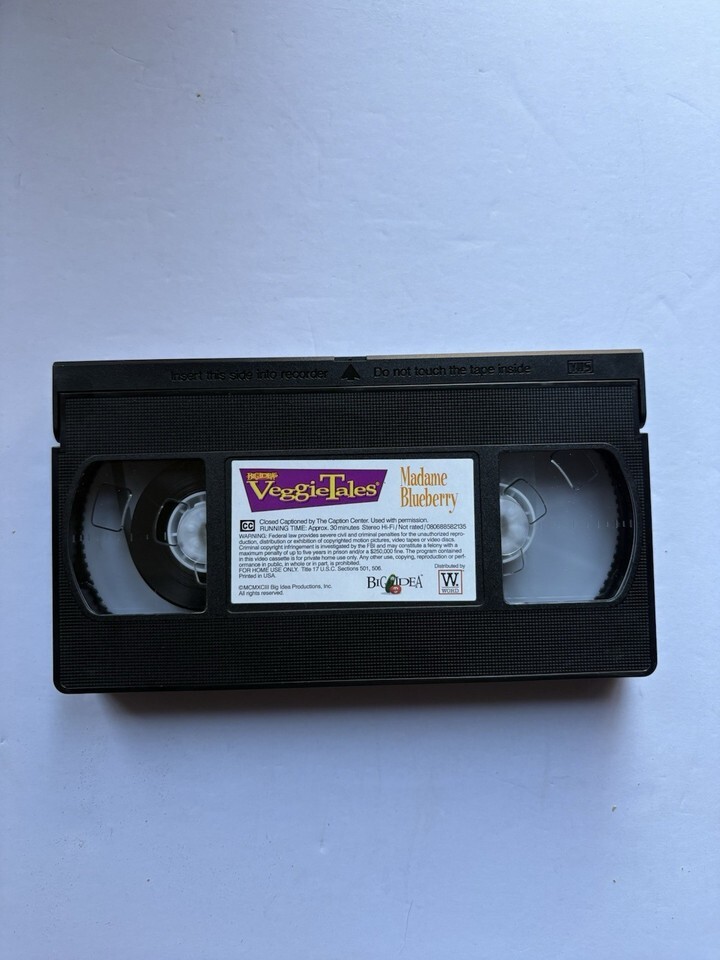 Insert this side into recorder Do not touch the tape inside VHS
BIG IDEA'S
VeggieTales®
Madame
Blueberry
CC Closed Captioned by The Caption Center. Used with permission.
RUNNING TIME: Approx. 30 minutes Stereo Hi-Fi / Not rated / 080688582135
WARNING: Federal law provides severe civil and criminal penalties for the unauthorized repro-
duction, distribution or exhibition of copyrighted motion pictures, video tapes or video discs.
Criminal copyright infringement is investigated by the FBI and may constitute a felony with a
maximum penalty of up to five years in prison and/or a $250,000 fine. The program contained
in this video cassette is for private home use only. Any other use, copying, reproduction or perf-
ormance in public, in whole or in part, is prohibited.
FOR HOME USE ONLY. Title 17 U.S.C. Sections 501, 506.
Printed in USA.
©MCMXCIII Big Idea Productions, Inc.
All rights reserved.
BIG IDEA
Distributed by
W
WORD